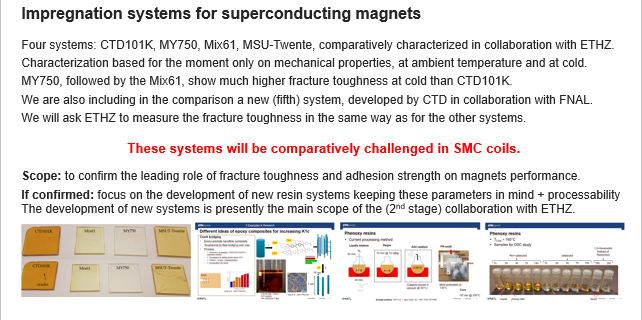 Impregnation systems for superconducting magnets
Four systems: CTD101K, MY750, Mix61, MSU-Twente, comparatively characterized in collaboration with ETHZ.
Characterization based for the moment only on mechanical properties, at ambient temperature and at cold.
MY750, followed by the Mix61, show much higher fracture toughness at cold than CTD101K.
We are also including in the comparison a new (fifth) system, developed by CTD in collaboration with FNAL.
We will ask ETHZ to measure the fracture toughness in the same way as for the other systems.
These systems will be comparatively challenged in SMC coils.
Scope: to confirm the leading role of fracture toughness and adhesion strength on magnets performance.
If confirmed: focus on the development of new resin systems keeping these parameters in mind + processability
The development of new systems is presently the main scope of the (2nd stage) collaboration with ETHZ.
CTD101K Mix61 MY750 MSU-Twente
CTD101K Mix61 MY750 MSU-Twente
Different ideas of epoxy composites for increasing K1c
Crack bridging
Phenoxy resins
Current processing method
Phenoxy resins
Samples for DSC study